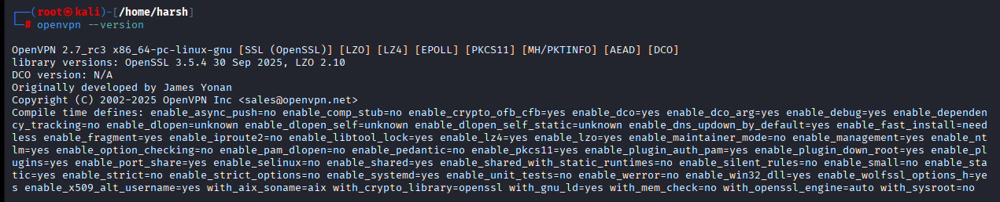 ┌──(root㉿kali)-[/home/harsh]
└─# openvpn --version
OpenVPN 2.7_rc3 x86_64-pc-linux-gnu [SSL (OpenSSL)] [LZO] [LZ4] [EPOLL] [PKCS11] [MH/PKTINFO] [AEAD] [DCO]
library versions: OpenSSL 3.5.4 30 Sep 2025, LZO 2.10
DCO version: N/A
Originally developed by James Yonan
Copyright (C) 2002-2025 OpenVPN Inc <sales@openvpn.net>
Compile time defines: enable_async_push=no enable_comp_stub=no enable_crypto_ofb_cfb=yes enable_dco=yes enable_dco_arg=yes enable_debug=yes enable_dependen
cy_tracking=no enable_dlopen=unknown enable_dlopen_self=unknown enable_dlopen_self_static=unknown enable_dns_updown_by_default=yes enable_fast_install=need
less enable_fragment=yes enable_iproute2=no enable_libtool_lock=yes enable_lz4=yes enable_lzo=yes enable_maintainer_mode=no enable_management=yes enable_nt
lm=yes enable_option_checking=no enable_pam_dlopen=no enable_pedantic=no enable_pkcs11=yes enable_plugin_auth_pam=yes enable_plugin_down_root=yes enable_pl
ugins=yes enable_port_share=yes enable_selinux=no enable_shared=yes enable_shared_with_static_runtimes=no enable_silent_rules=no enable_small=no enable_sta
tic=yes enable_strict=no enable_strict_options=no enable_systemd=yes enable_unit_tests=no enable_werror=no enable_win32_dll=yes enable_wolfssl_options_h=ye
s enable_x509_alt_username=yes with_aix_soname=aix with_crypto_library=openssl with_gnu_ld=yes with_mem_check=no with_openssl_engine=auto with_sysroot=no